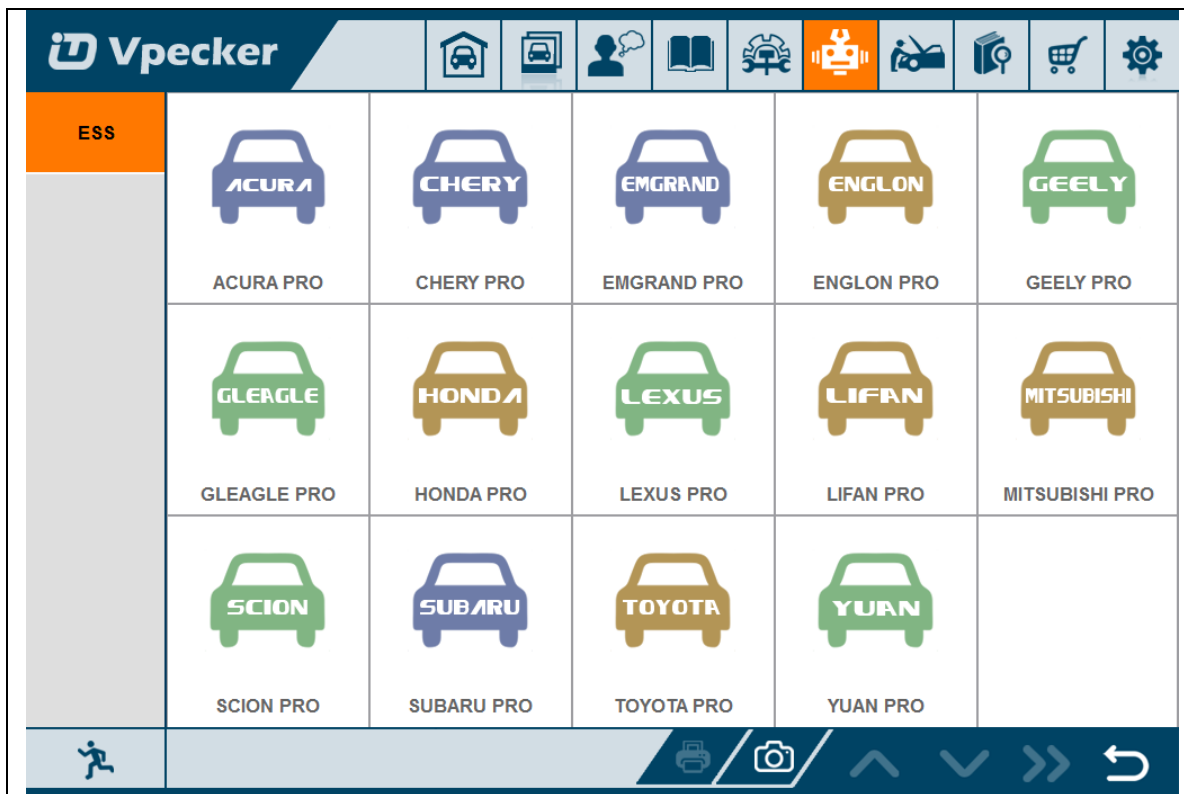 Vpecker
ESS
ACURA CHERY EMGRAND ENGLON GEELY
ACURA PRO CHERY PRO EMGRAND PRO ENGLON PRO GEELY PRO
GLEAGLE HONDA LEXUS LIFAN MITSUBISHI
GLEAGLE PRO HONDA PRO LEXUS PRO LIFAN PRO MITSUBISHI PRO
SCION SUBARU TOYOTA YUAN
SCION PRO SUBARU PRO TOYOTA PRO YUAN PRO